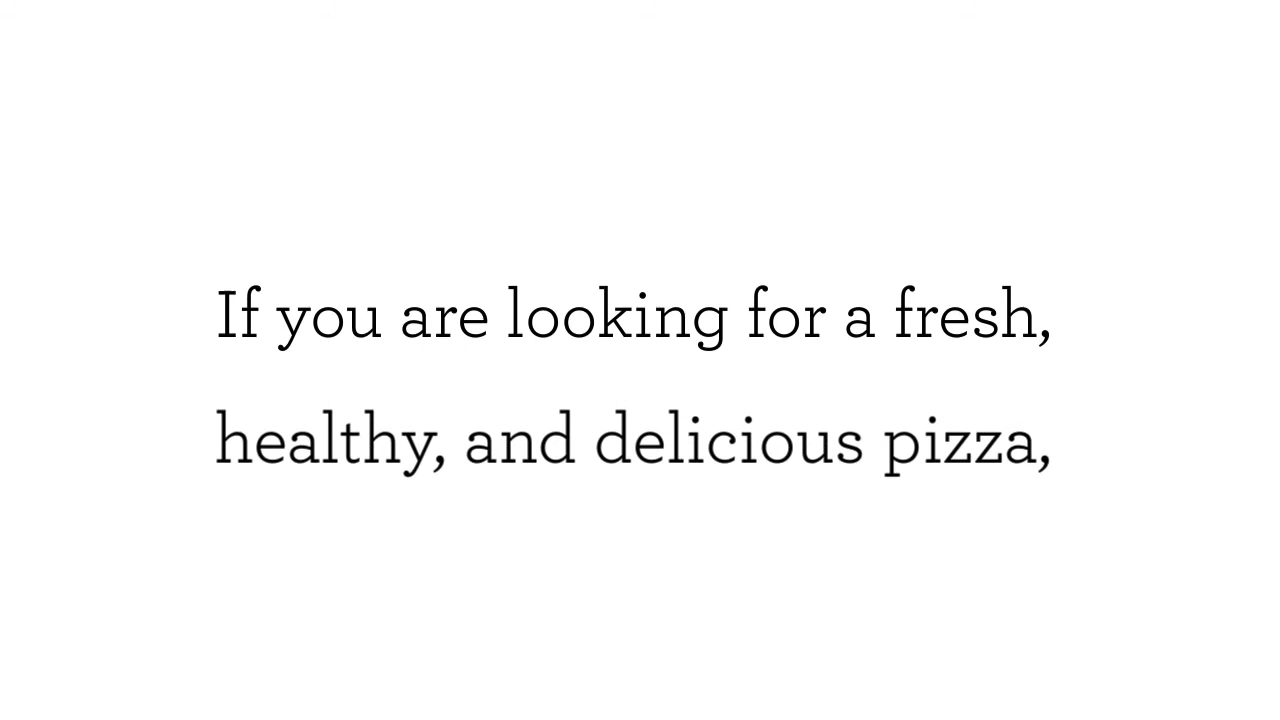 If you are looking for a fresh,
healthy, and delicious pizza,